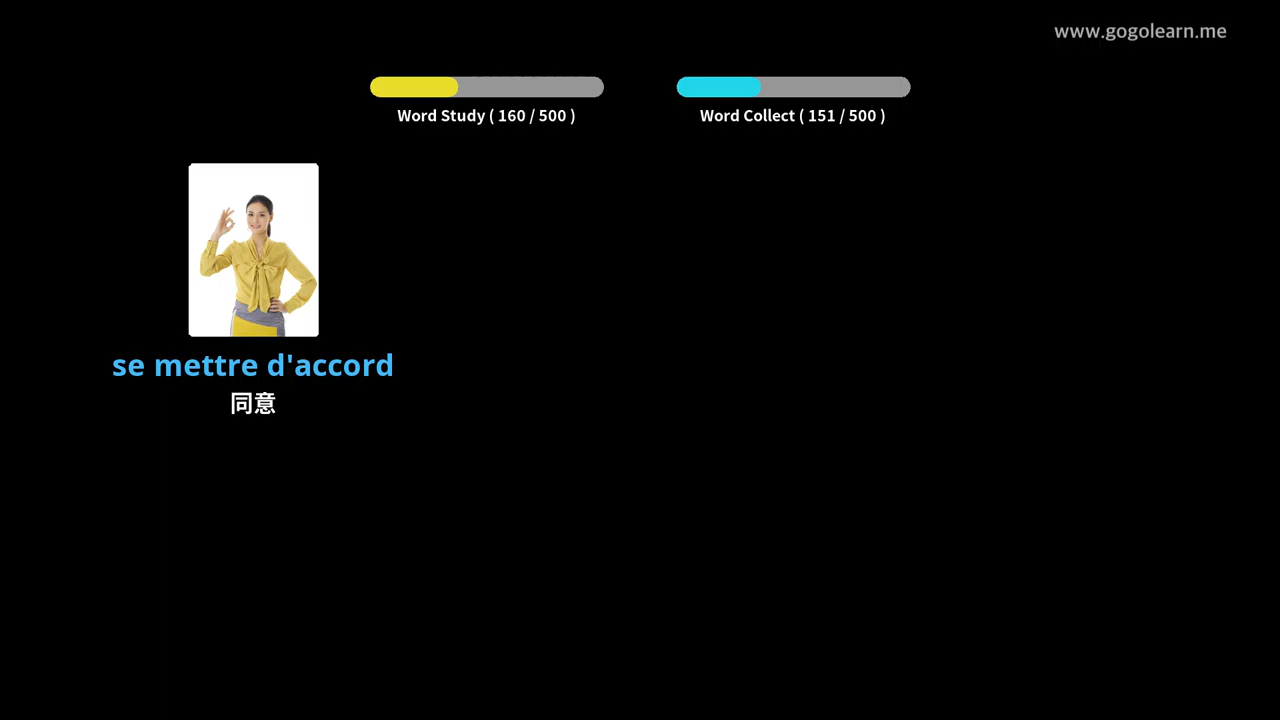 www.gogolearn.me
Word Study ( 160 / 500 )
Word Collect ( 151 / 500 )
se mettre d'accord
同意